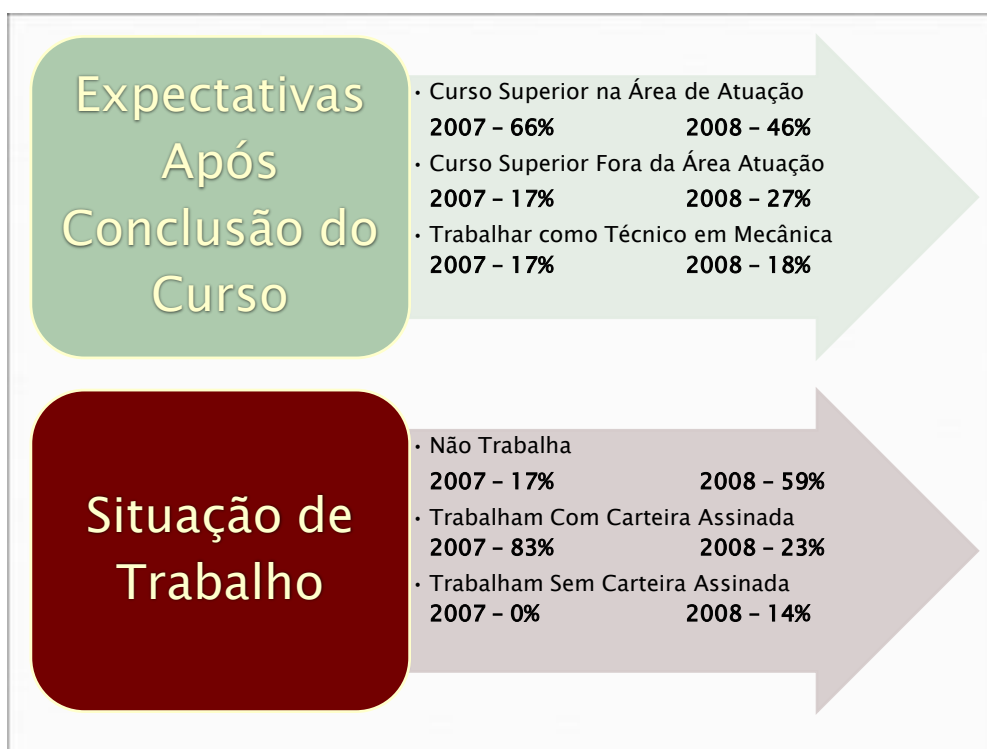 Expectativas
Após
Conclusão do
Curso
• Curso Superior na Área de Atuação
2007 – 66% 2008 – 46%
• Curso Superior Fora da Área Atuação
2007 – 17% 2008 – 27%
• Trabalhar como Técnico em Mecânica
2007 – 17% 2008 – 18%
Situação de
Trabalho
• Não Trabalha
2007 – 17% 2008 – 59%
• Trabalham Com Carteira Assinada
2007 – 83% 2008 – 23%
• Trabalham Sem Carteira Assinada
2007 – 0% 2008 – 14%